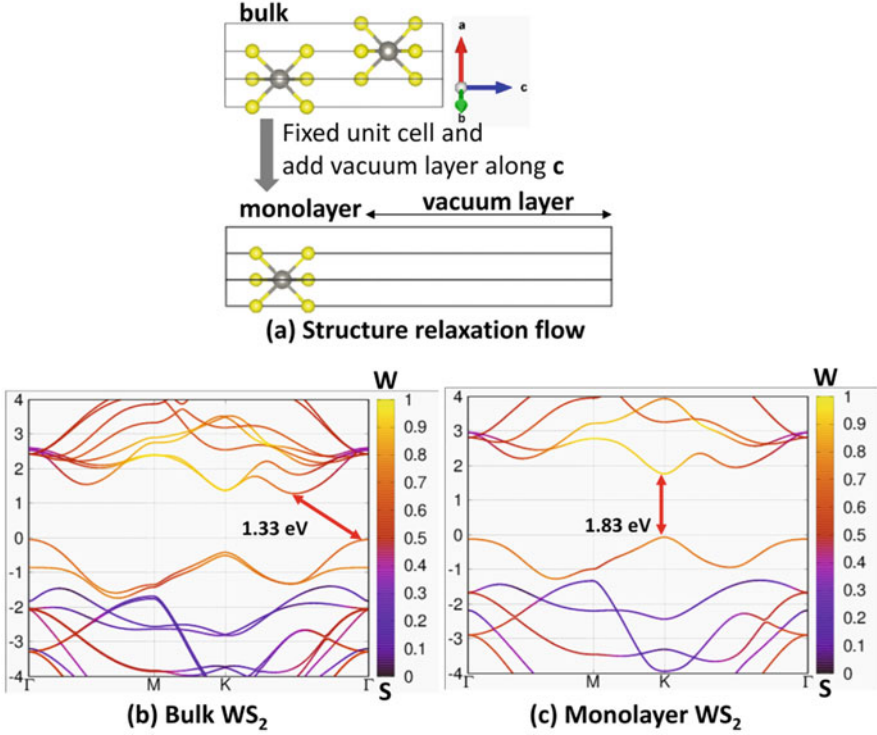 bulk
a
c
b
Fixed unit cell and
add vacuum layer along c
monolayer
vacuum layer
(a) Structure relaxation flow
W
4
3
2
1
0
-1
-2
-3
-4
Γ
M
K
Γ
1.33 eV
1
0.9
0.8
0.7
0.6
0.5
0.4
0.3
0.2
0.1
0
S
(b) Bulk WS₂
W
4
3
2
1
0
-1
-2
-3
-4
Γ
M
K
Γ
1.83 eV
1
0.9
0.8
0.7
0.6
0.5
0.4
0.3
0.2
0.1
0
S
(c) Monolayer WS₂